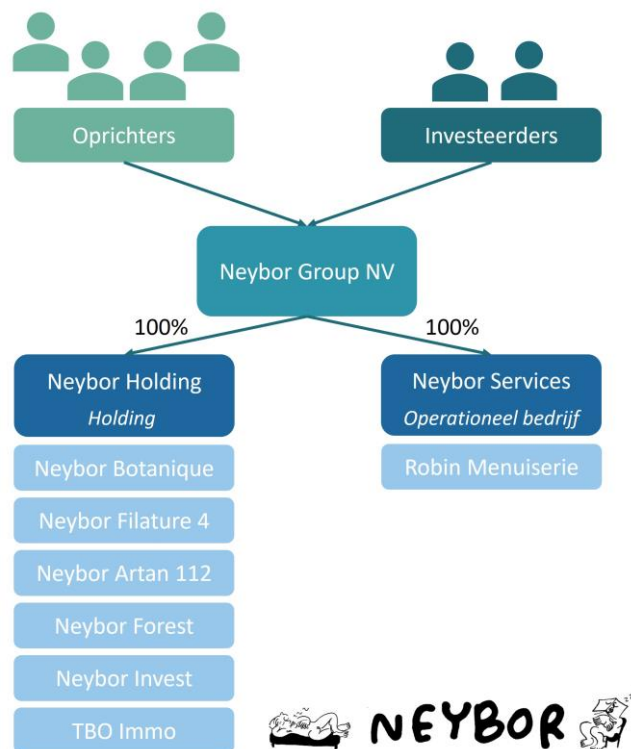 Oprichters
Investeerders
Neybor Group NV
100%
100%
Neybor Holding
Holding
Neybor Services
Operationeel bedrijf
Neybor Botanique
Robin Menuiserie
Neybor Filature 4
Neybor Artan 112
Neybor Forest
Neybor Invest
TBO Immo
NEYBOR